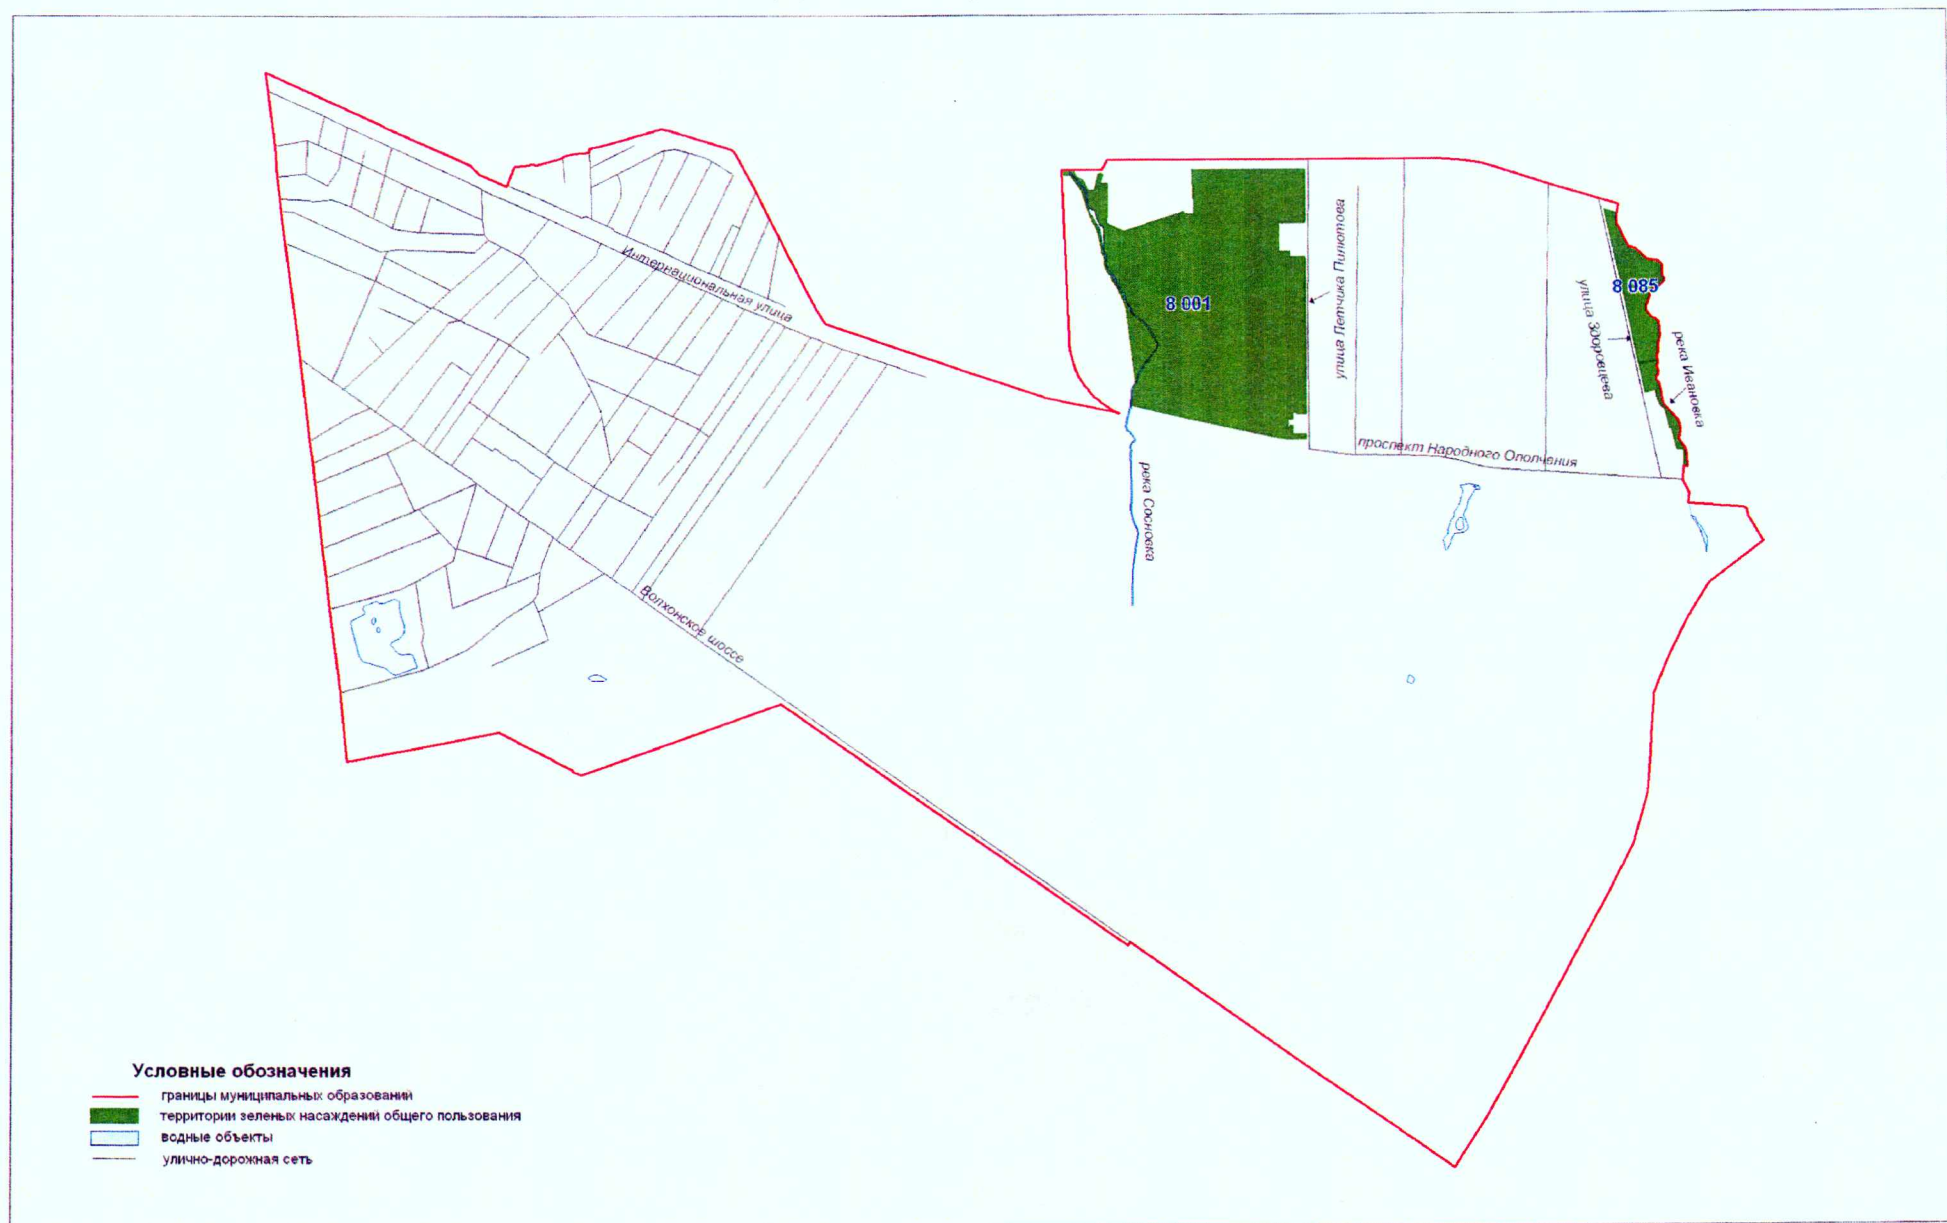 Интернациональная улица
8 001
улица Летчика Пилютова
8 085
улица Здоровцева
река Ивановка
проспект Народного Ополчения
река Сосновка
Волхонское шоссе
Условные обозначения
границы муниципальных образований
территории зеленых насаждений общего пользования
водные объекты
улично-дорожная сеть